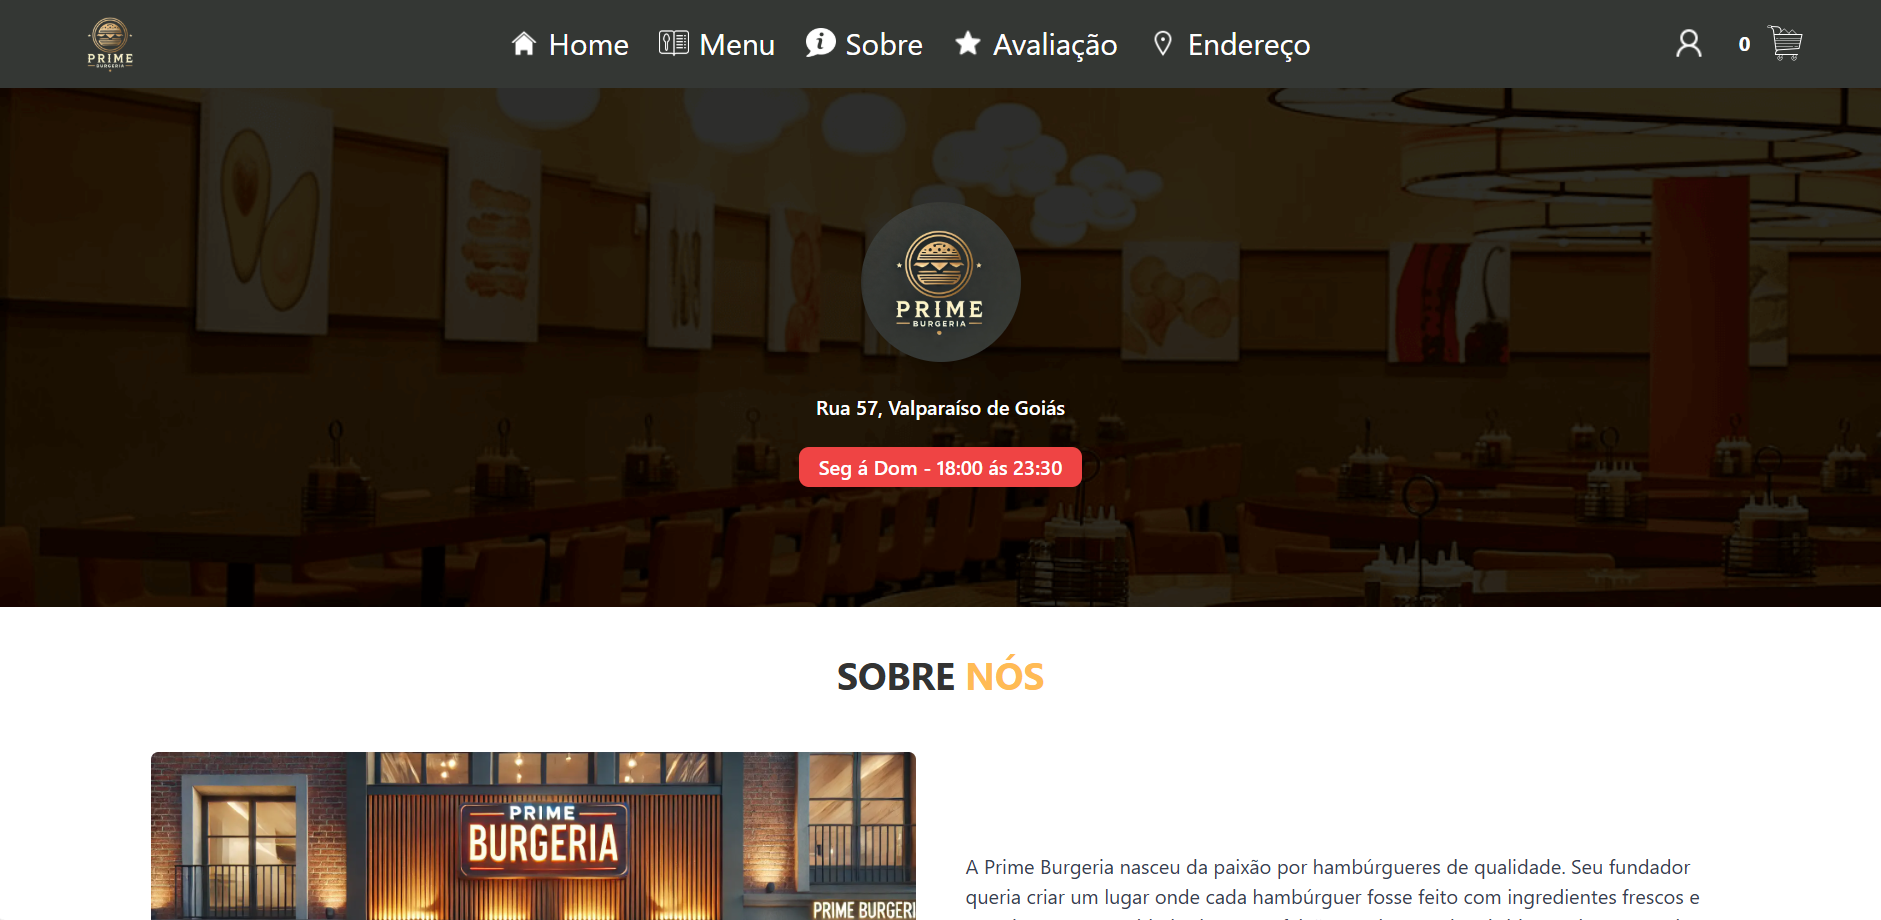 PRIME
BURGERIA
Home
Menu
Sobre
Avaliação
Endereço
0
PRIME
BURGERIA
Rua 57, Valparaíso de Goiás
Seg á Dom - 18:00 ás 23:30
SOBRE NÓS
PRIME
BURGERIA
PRIME BURGERI
A Prime Burgeria nasceu da paixão por hambúrgueres de qualidade. Seu fundador
queria criar um lugar onde cada hambúrguer fosse feito com ingredientes frescos e